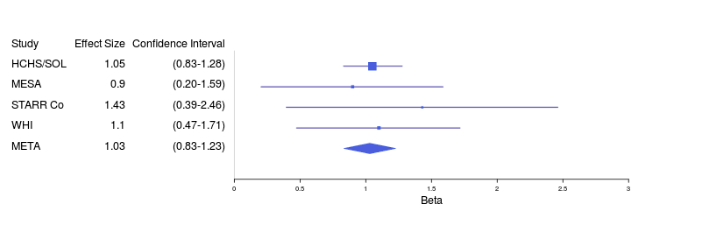 Study Effect Size Confidence Interval
HCHS/SOL 1.05 (0.83-1.28)
MESA 0.9 (0.20-1.59)
STARR Co 1.43 (0.39-2.46)
WHI 1.1 (0.47-1.71)
META 1.03 (0.83-1.23)
0 0.5 1 1.5 2 2.5 3
Beta